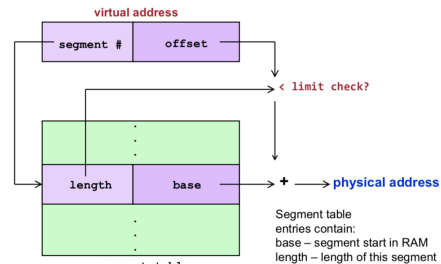 virtual address
segment #
offset
< limit check?
.
.
.
length
base
+
physical address
.
.
.
Segment table
entries contain:
base – segment start in RAM
length – length of this segment